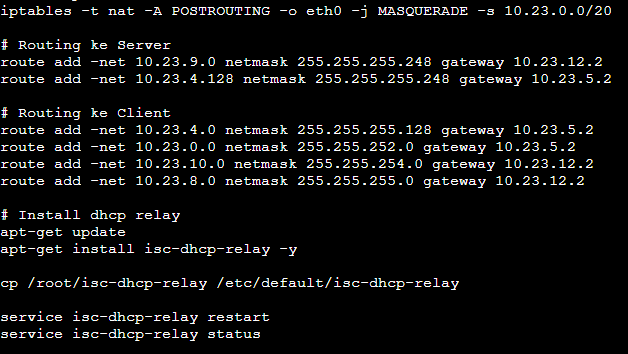 iptables -t nat -A POSTROUTING -o eth0 -j MASQUERADE -s 10.23.0.0/20
# Routing ke Server
route add -net 10.23.9.0 netmask 255.255.255.248 gateway 10.23.12.2
route add -net 10.23.4.128 netmask 255.255.255.248 gateway 10.23.5.2
# Routing ke Client
route add -net 10.23.4.0 netmask 255.255.255.128 gateway 10.23.5.2
route add -net 10.23.0.0 netmask 255.255.252.0 gateway 10.23.5.2
route add -net 10.23.10.0 netmask 255.255.254.0 gateway 10.23.12.2
route add -net 10.23.8.0 netmask 255.255.255.0 gateway 10.23.12.2
# Install dhcp relay
apt-get update
apt-get install isc-dhcp-relay -y
cp /root/isc-dhcp-relay /etc/default/isc-dhcp-relay
service isc-dhcp-relay restart
service isc-dhcp-relay status